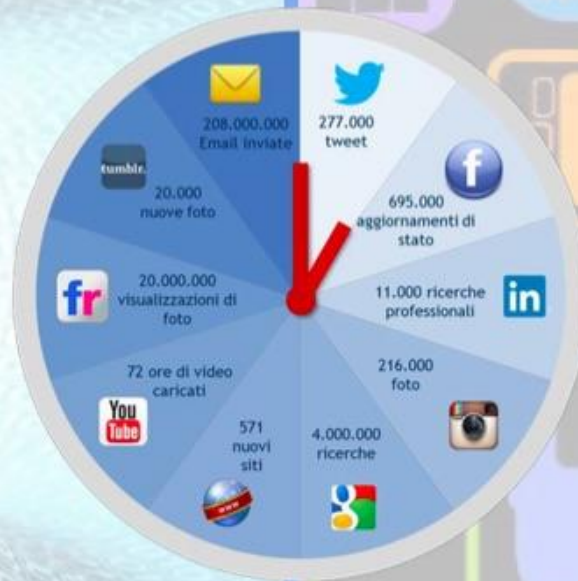 277.000
tweet
695.000
aggiornamenti di
stato
11.000 ricerche
professionali
in
216.000
foto
4.000.000
ricerche
571
nuovi
siti
www
72 ore di video
caricati
You
Tube
20.000.000
visualizzazioni di
foto
fr
20.000
nuove foto
tumblr.
208.000.000
Email inviate